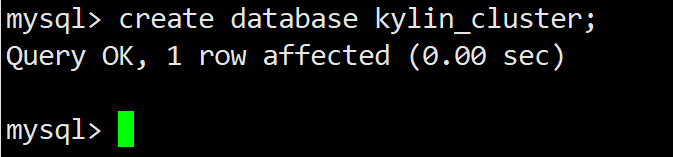 mysql> create database kylin_cluster;
Query OK, 1 row affected (0.00 sec)
mysql>